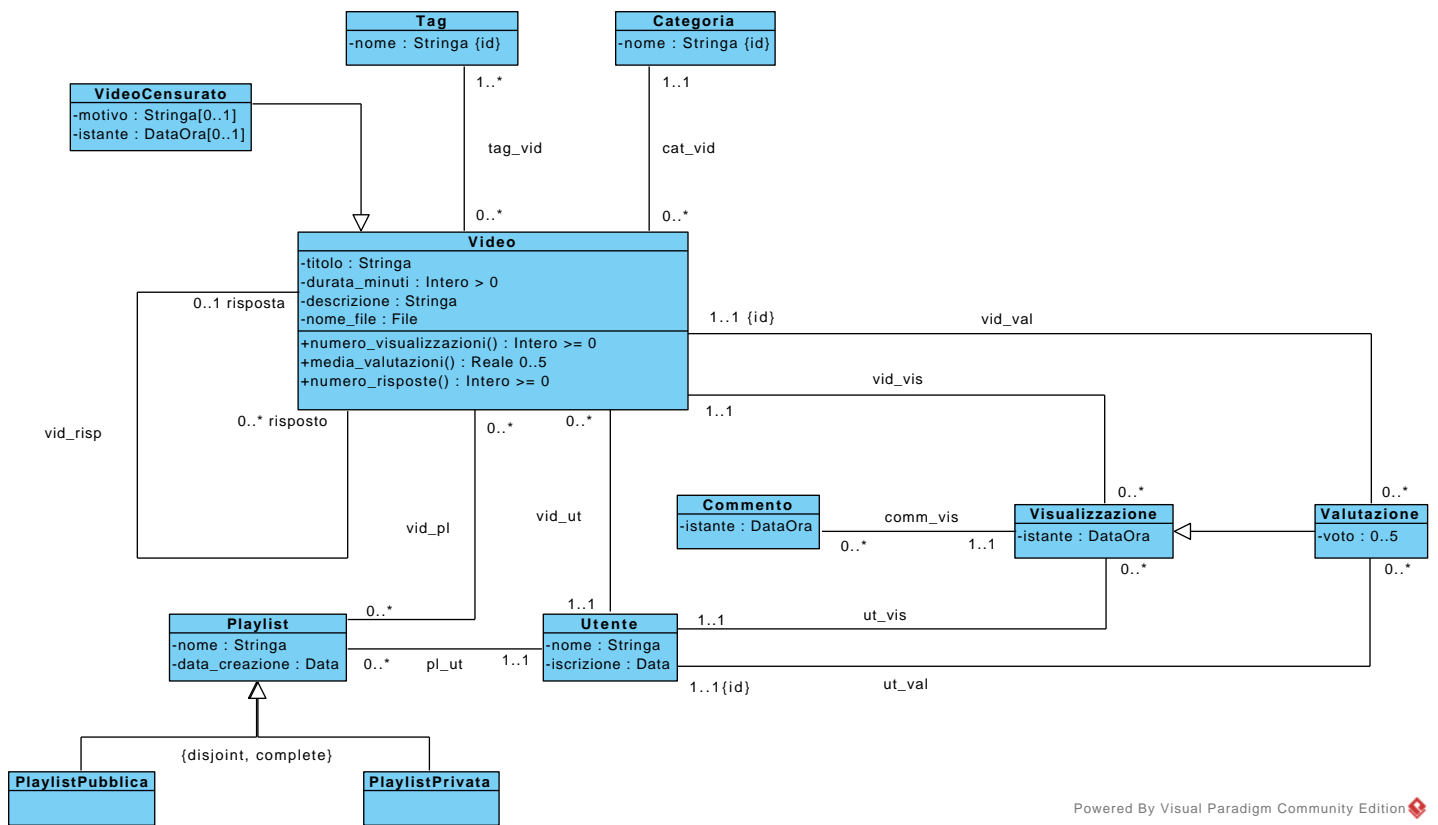 Tag
-nome : Stringa {id}
Categoria
-nome : Stringa {id}
1..*
1..1
VideoCensurato
-motivo : Stringa[0..1]
-istante : DataOra[0..1]
tag_vid
cat_vid
0..*
0..*
Video
-titolo : Stringa
-durata_minuti : Intero > 0
-descrizione : Stringa
-nome_file : File
+numero_visualizzazioni() : Intero >= 0
+media_valutazioni() : Reale 0..5
+numero_risposte() : Intero >= 0
0..1 risposta
1..1 {id}
vid_val
vid_vis
1..1
0..* risposto
0..*
0..*
vid_risp
vid_pl
vid_ut
Commento
-istante : DataOra
comm_vis
0..*
1..1
0..*
Visualizzazione
-istante : DataOra
0..*
0..*
Valutazione
-voto : 0..5
0..*
0..*
1..1
Playlist
-nome : Stringa
-data_creazione : Data
0..*
pl_ut
1..1
Utente
-nome : Stringa
-iscrizione : Data
1..1
ut_vis
1..1{id}
ut_val
{disjoint, complete}
PlaylistPubblica
PlaylistPrivata
Powered By Visual Paradigm Community Edition